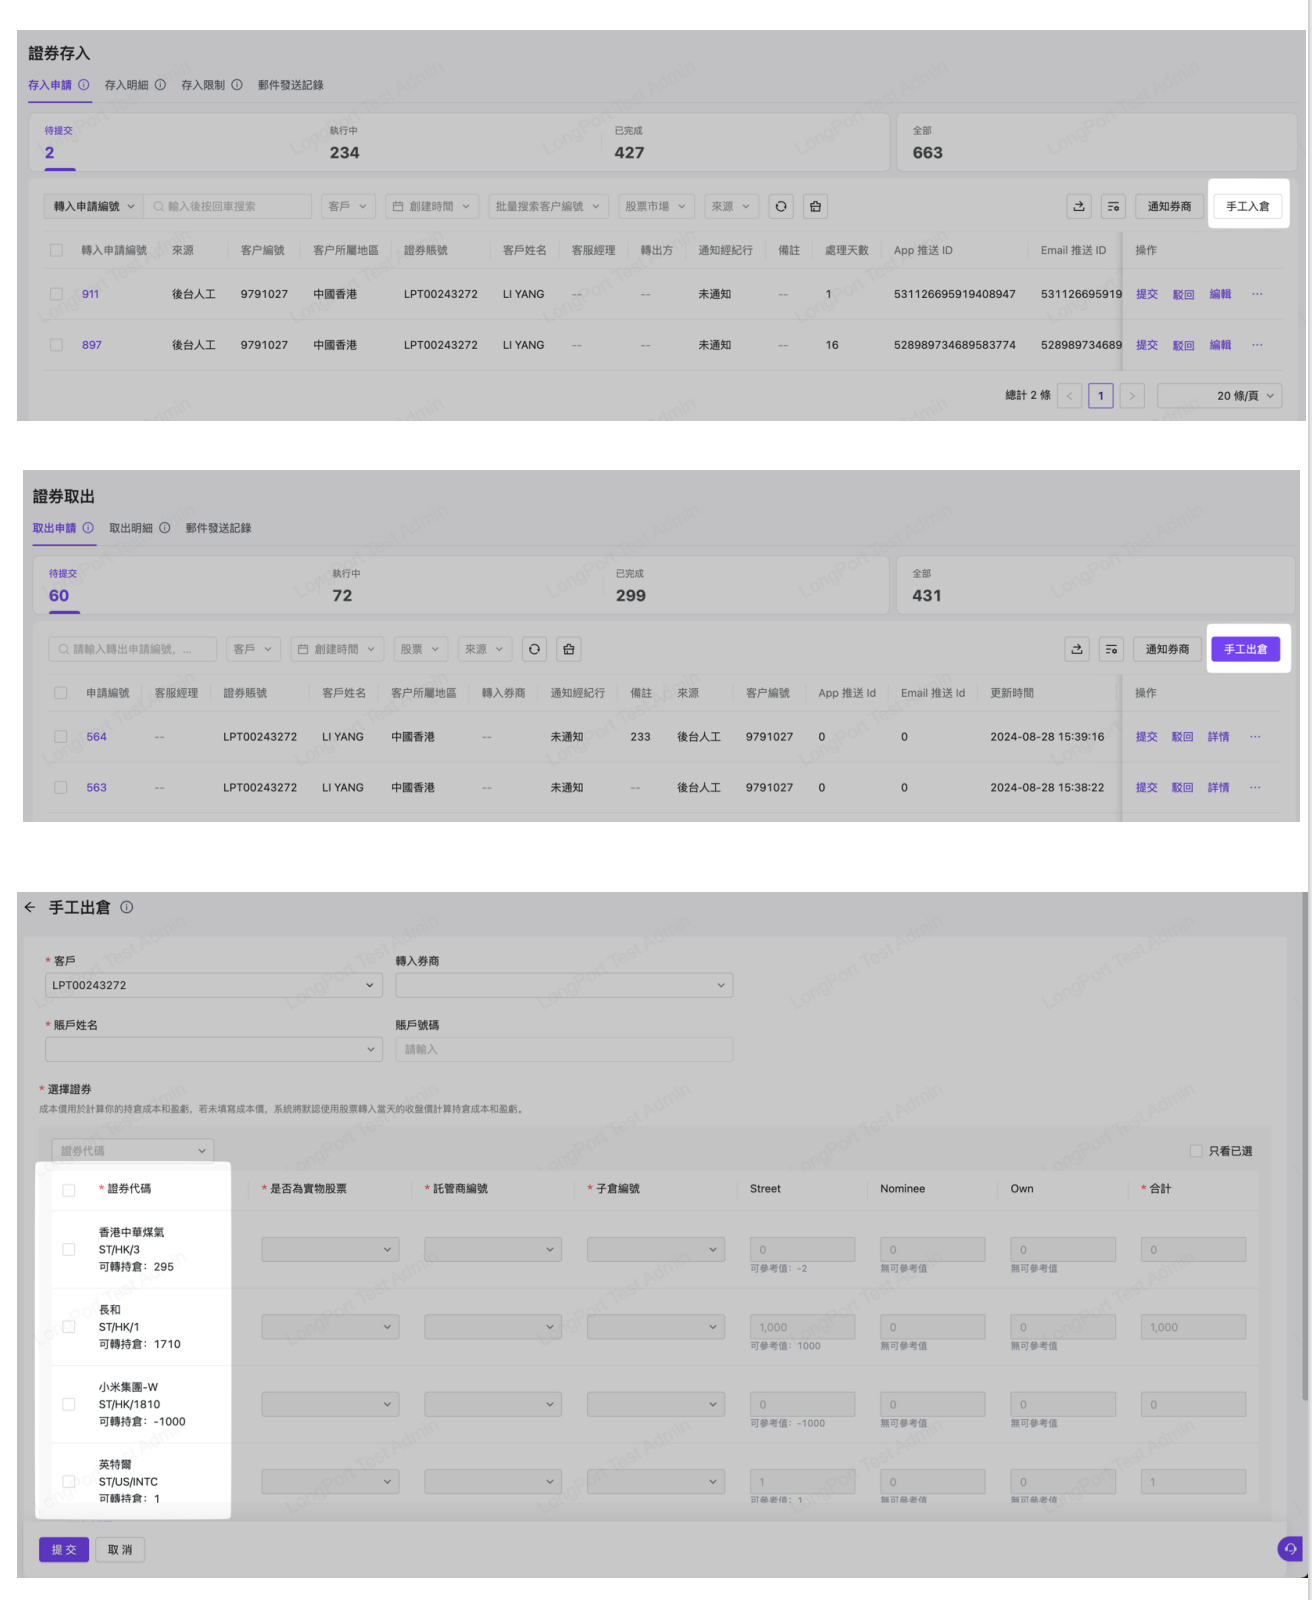 證券存入
存入申請 存入明細 存入限制 郵件發送記錄
待提交 執行中 已完成 全部
2 234 427 663
轉入申請編號 輸入後按回車搜索 客戶 創建時間 批量搜索客户編號 股票市場 來源 通知券商 手工入倉
轉入申請編號 來源 客户編號 客户所屬地區 證券賬號 客戶姓名 客服經理 轉出方 通知經紀行 備註 處理天數 App 推送 ID Email 推送 ID 操作
911 後台人工 9791027 中國香港 LPT00243272 LI YANG -- -- 未通知 -- 1 531126695919408947 531126695919 提交 駁回 編輯 ...
897 後台人工 9791027 中國香港 LPT00243272 LI YANG -- -- 未通知 -- 16 528989734689583774 528989734689 提交 駁回 編輯 ...
總計 2 條 < 1 > 20 條/頁
證券取出
取出申請 取出明細 郵件發送記錄
待提交 執行中 已完成 全部
60 72 299 431
請輸入轉出申請編號, ... 客戶 創建時間 股票 來源 通知券商 手工出倉
申請編號 客服經理 證券賬號 客戶姓名 客户所屬地區 轉入券商 通知經紀行 備註 來源 客户編號 App 推送 Id Email 推送 Id 更新時間 操作
564 -- LPT00243272 LI YANG 中國香港 -- 未通知 233 後台人工 9791027 0 0 2024-08-28 15:39:16 提交 駁回 詳情 ...
563 -- LPT00243272 LI YANG 中國香港 -- 未通知 -- 後台人工 9791027 0 0 2024-08-28 15:38:22 提交 駁回 詳情 ...
← 手工出倉
* 客戶 轉入券商
LPT00243272
* 賬戶姓名 賬戶號碼
請輸入
* 選擇證券
成本價用於計算你的持倉成本和盈虧，若未填寫成本價，系統將默認使用股票轉入當天的收盤價計算持倉成本和盈虧。
證券代碼 只看已選
* 證券代碼 * 是否為實物股票 * 託管商編號 * 子倉編號 Street Nominee Own * 合計
香港中華煤氣
ST/HK/3 0 0 0 0
可轉持倉： 295 可參考值： -2 無可參考值 無可參考值
長和
ST/HK/1 1,000 0 0 1,000
可轉持倉： 1710 可參考值： 1000 無可參考值 無可參考值
小米集團-W
ST/HK/1810 0 0 0 0
可轉持倉： -1000 可參考值： -1000 無可參考值 無可參考值
英特爾
ST/US/INTC 1 0 0 1
可轉持倉： 1 可參考值： 1 無可參考值 無可參考值
提交 取消
LongPort Test Admin